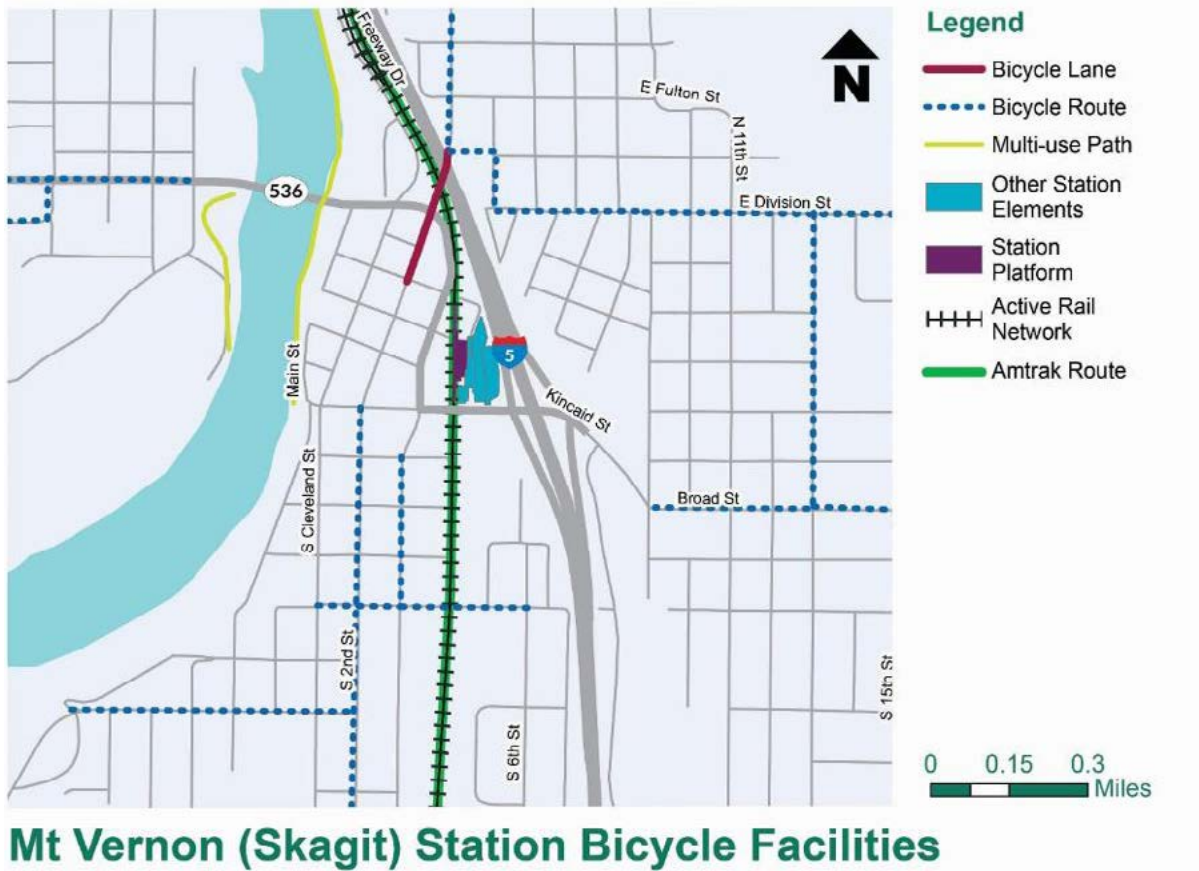 Freeway Dr
E Fulton St
N 11th St
N
536
E Division St
Main St
5
Kincaid St
S Cleveland St
Broad St
S 2nd St
S 6th St
S 15th St
Legend
Bicycle Lane
Bicycle Route
Multi-use Path
Other Station
Elements
Station
Platform
Active Rail
Network
Amtrak Route
0 0.15 0.3
Miles
Mt Vernon (Skagit) Station Bicycle Facilities